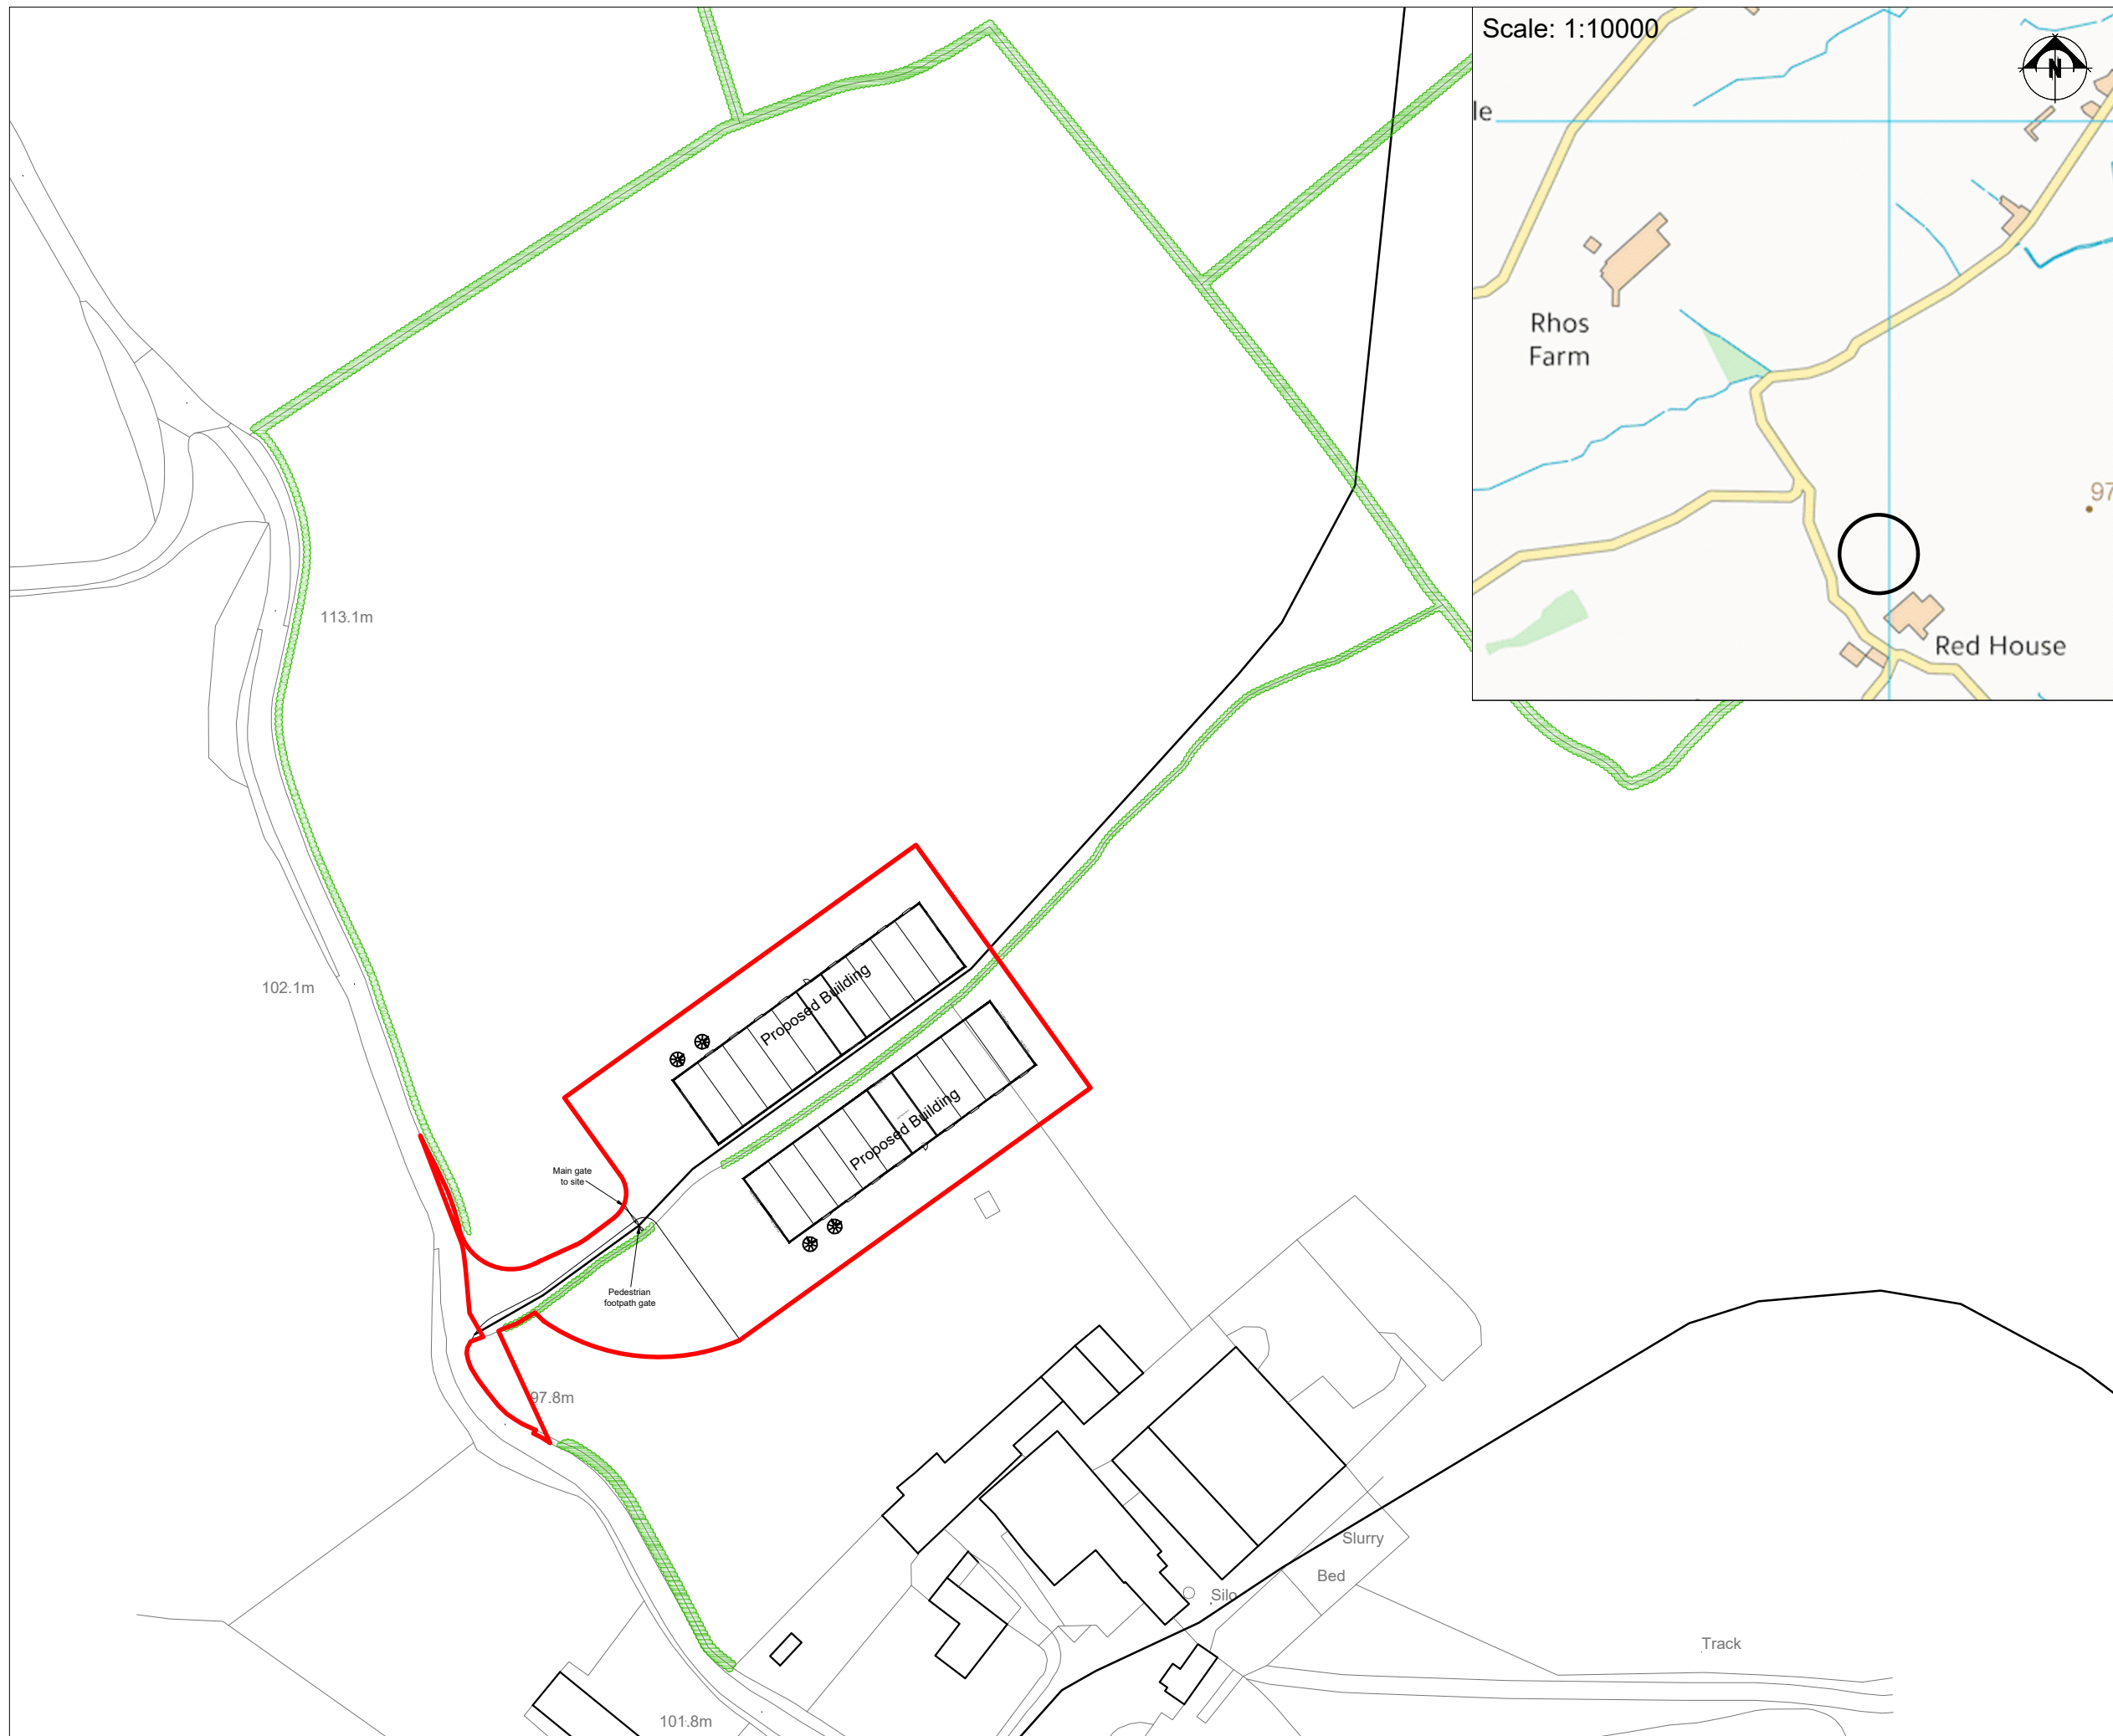 Scale: 1:10000
N
le
Rhos
Farm
97
Red House
113.1m
102.1m
Proposed Building
Proposed Building
Main gate
to site
Pedestrian
footpath gate
97.8m
Slurry
Bed
Silo
Track
101.8m